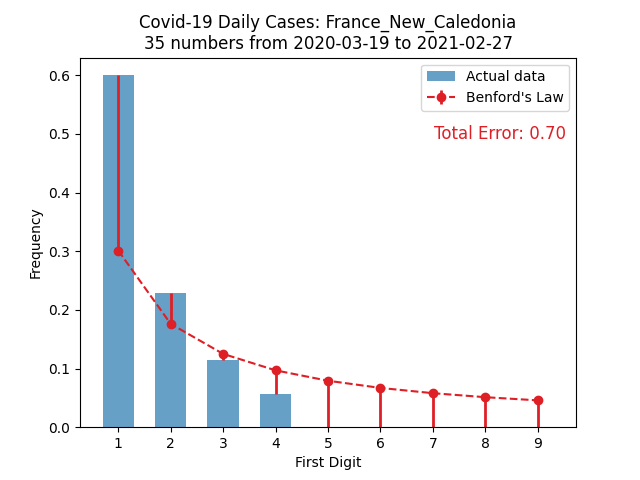 Covid-19 Daily Cases: France_New_Caledonia
35 numbers from 2020-03-19 to 2021-02-27
Actual data
Benford's Law
Total Error: 0.70
0.6
0.5
0.4
0.3
0.2
0.1
0.0
Frequency
1 2 3 4 5 6 7 8 9
First Digit